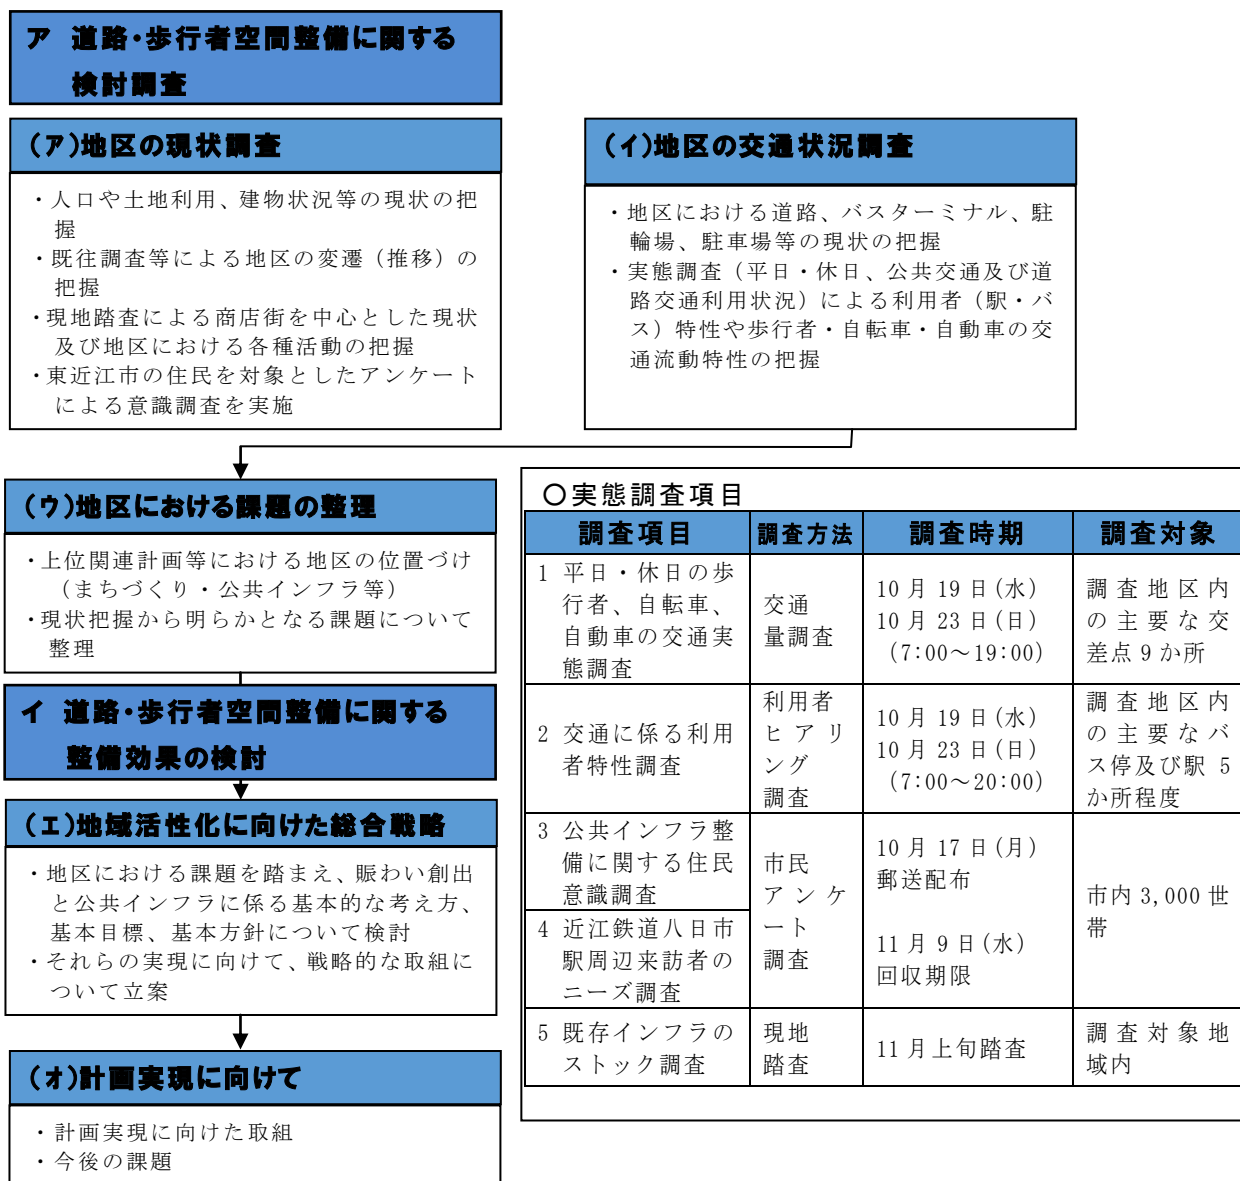 ア 道路・歩行者空間整備に関する
検討調査
(ア)地区の現状調査
・人口や土地利用、建物状況等の現状の把
握
・既往調査等による地区の変遷（推移）の
把握
・現地踏査による商店街を中心とした現状
及び地区における各種活動の把握
・東近江市の住民を対象としたアンケート
による意識調査を実施
(イ)地区の交通状況調査
・地区における道路、バスターミナル、駐
輪場、駐車場等の現状の把握
・実態調査（平日・休日、公共交通及び道
路交通利用状況）による利用者（駅・バ
ス）特性や歩行者・自転車・自動車の交
通流動特性の把握
(ウ)地区における課題の整理
・上位関連計画等における地区の位置づけ
（まちづくり・公共インフラ等）
・現状把握から明らかとなる課題について
整理
イ 道路・歩行者空間整備に関する
整備効果の検討
(エ)地域活性化に向けた総合戦略
・地区における課題を踏まえ、賑わい創出
と公共インフラに係る基本的な考え方、
基本目標、基本方針について検討
・それらの実現に向けて、戦略的な取組に
ついて立案
(オ)計画実現に向けて
・計画実現に向けた取組
・今後の課題
○実態調査項目
調査項目 調査方法 調査時期 調査対象
1 平日・休日の歩
行者、自転車、
自動車の交通実
態調査
交通
量調査
10月19日(水)
10月23日(日)
(7:00～19:00)
調査地区内
の主要な交
差点9か所
2 交通に係る利用
者特性調査
利用者
ヒアリ
ング
調査
10月19日(水)
10月23日(日)
(7:00～20:00)
調査地区内
の主要なバ
ス停及び駅 5
か所程度
3 公共インフラ整
備に関する住民
意識調査
4 近江鉄道八日市
駅周辺来訪者の
ニーズ調査
市民
アンケ
ート
調査
10月17日(月)
郵送配布
11月9日(水)
回収期限
市内3,000世
帯
5 既存インフラの
ストック調査
現地
踏査
11月上旬踏査
調査対象地
域内